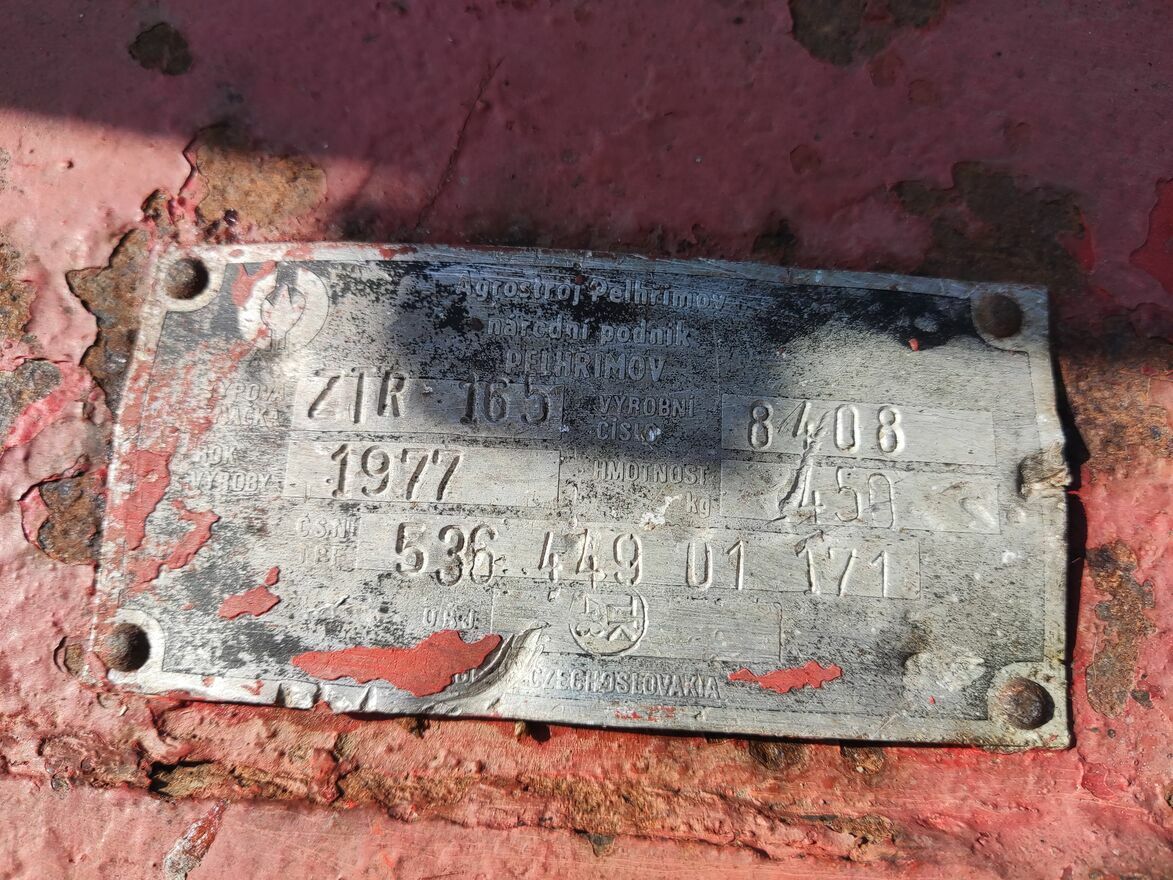 Agrostroj Pelhřimov
národní podnik
PELHŘIMOV
ZTR 165 VÝROBNÍ ČÍSLO 8408
ROK VÝROBY 1977 HMOTNOST kg 450
ČSN 536 449 01 171
CZECHOSLOVAKIA